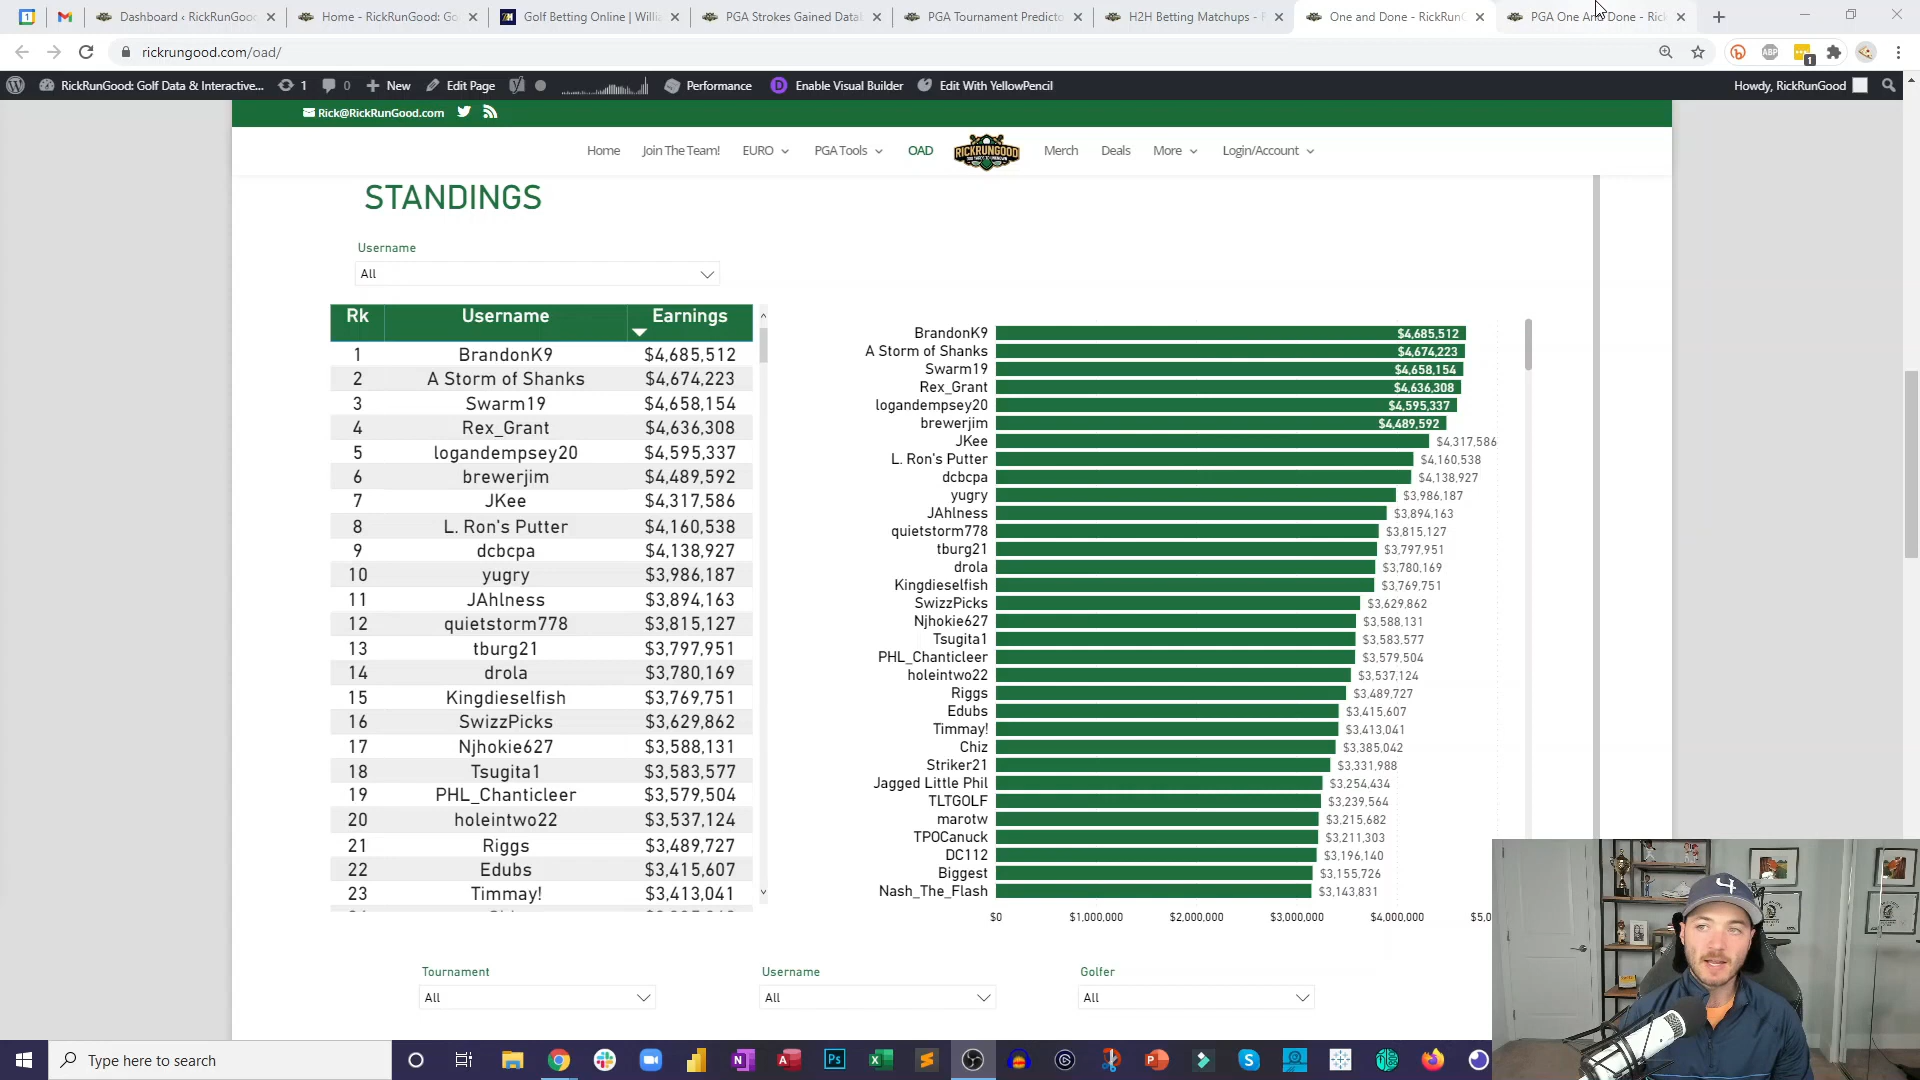 Dashboard ‹ RickRunGoo
Home - RickRunGood: Go
Golf Betting Online | Willia
PGA Strokes Gained Datab
PGA Tournament Predicto
H2H Betting Matchups - R
One and Done - RickRunG
PGA One And Done - Rick
rickrungood.com/oad/
ABP
1
RickRunGood: Golf Data & Interactive...
1
0
New
Edit Page
Performance
D
Enable Visual Builder
Edit With YellowPencil
Howdy, RickRunGood
Rick@RickRunGood.com
Home
Join The Team!
EURO
PGA Tools
OAD
RICKRUNGOOD
Merch
Deals
More
Login/Account
STANDINGS
Username
All
Rk Username Earnings
1 BrandonK9 $4,685,512
2 A Storm of Shanks $4,674,223
3 Swarm19 $4,658,154
4 Rex_Grant $4,636,308
5 logandempsey20 $4,595,337
6 brewerjim $4,489,592
7 JKee $4,317,586
8 L. Ron's Putter $4,160,538
9 dcbcpa $4,138,927
10 yugry $3,986,187
11 JAhlness $3,894,163
12 quietstorm778 $3,815,127
13 tburg21 $3,797,951
14 drola $3,780,169
15 Kingdieselfish $3,769,751
16 SwizzPicks $3,629,862
17 Njhokie627 $3,588,131
18 Tsugita1 $3,583,577
19 PHL_Chanticleer $3,579,504
20 holeintwo22 $3,537,124
21 Riggs $3,489,727
22 Edubs $3,415,607
23 Timmay! $3,413,041
BrandonK9 $4,685,512
A Storm of Shanks $4,674,223
Swarm19 $4,658,154
Rex_Grant $4,636,308
logandempsey20 $4,595,337
brewerjim $4,489,592
JKee $4,317,586
L. Ron's Putter $4,160,538
dcbcpa $4,138,927
yugry $3,986,187
JAhlness $3,894,163
quietstorm778 $3,815,127
tburg21 $3,797,951
drola $3,780,169
Kingdieselfish $3,769,751
SwizzPicks $3,629,862
Njhokie627 $3,588,131
Tsugita1 $3,583,577
PHL_Chanticleer $3,579,504
holeintwo22 $3,537,124
Riggs $3,489,727
Edubs $3,415,607
Timmay! $3,413,041
Chiz $3,385,042
Striker21 $3,331,988
Jagged Little Phil $3,254,434
TLTGOLF $3,239,564
marotw $3,215,682
TPOCanuck $3,211,303
DC112 $3,196,140
Biggest $3,155,726
Nash_The_Flash $3,143,831
$0 $1,000,000 $2,000,000 $3,000,000 $4,000,000 $5,0
Tournament
All
Username
All
Golfer
All
4
Type here to search